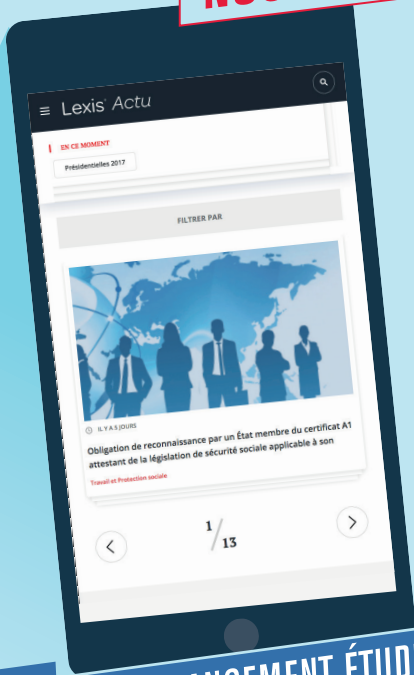 Lexis® Actu
EN CE MOMENT
Présidentielles 2017
FILTRER PAR
IL Y A 5 JOURS
Obligation de reconnaissance par un État membre du certificat A1
attestant de la législation de sécurité sociale applicable à son
Travail et Protection sociale
1/13